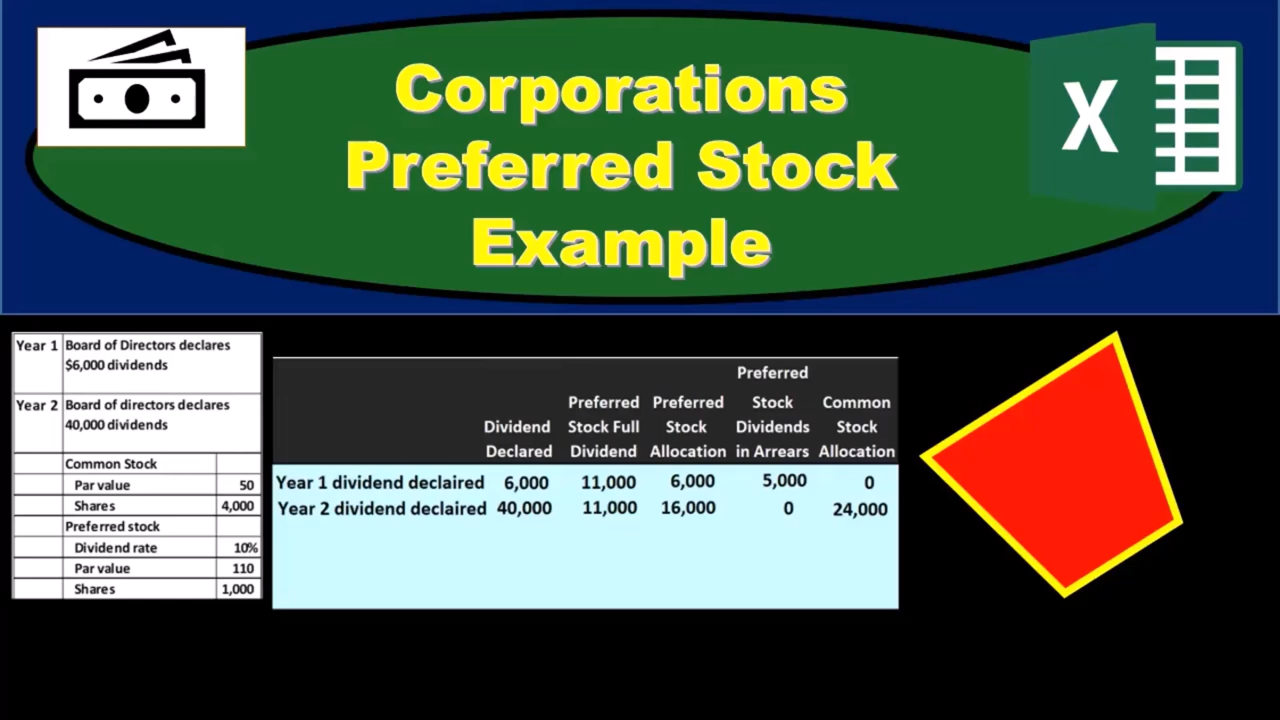 Corporations
Preferred Stock
Example
X
Year 1 Board of Directors declares
$6,000 dividends
Year 2 Board of directors declares
40,000 dividends
Common Stock
Par value 50
Shares 4,000
Preferred stock
Dividend rate 10%
Par value 110
Shares 1,000
Preferred
Preferred Preferred Stock Common
Dividend Stock Full Stock Dividends Stock
Declared Dividend Allocation in Arrears Allocation
Year 1 dividend declaired 6,000 11,000 6,000 5,000 0
Year 2 dividend declaired 40,000 11,000 16,000 0 24,000